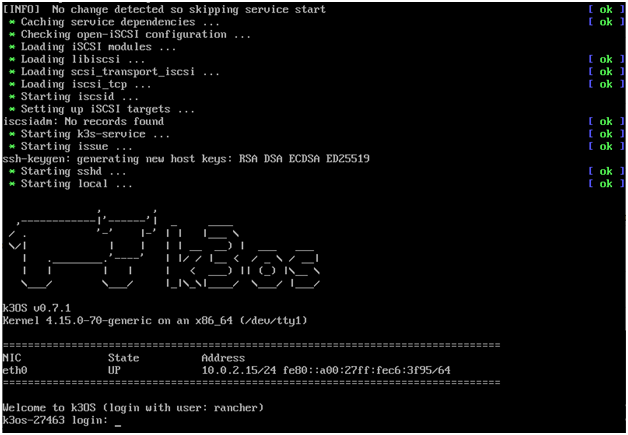 [INFO]  No change detected so skipping service start [ ok ]
* Caching service dependencies ... [ ok ]
* Checking open-iSCSI configuration ...
* Loading iSCSI modules ...
* Loading libiscsi ... [ ok ]
* Loading scsi_transport_iscsi ... [ ok ]
* Loading iscsi_tcp ... [ ok ]
* Starting iscsid ...
* Setting up iSCSI targets ...
iscsiadm: No records found [ ok ]
* Starting k3s-service ... [ ok ]
* Starting issue ... [ ok ]
ssh-keygen: generating new host keys: RSA DSA ECDSA ED25519
* Starting sshd ... [ ok ]
* Starting local ... [ ok ]
k3os
k3OS v0.7.1
Kernel 4.15.0-70-generic on an x86_64 (/dev/tty1)
================================================================================
NIC State Address
eth0 UP 10.0.2.15/24 fe80::a00:27ff:fec6:3f95/64
================================================================================
Welcome to k3OS (login with user: rancher)
k3os-27463 login: _